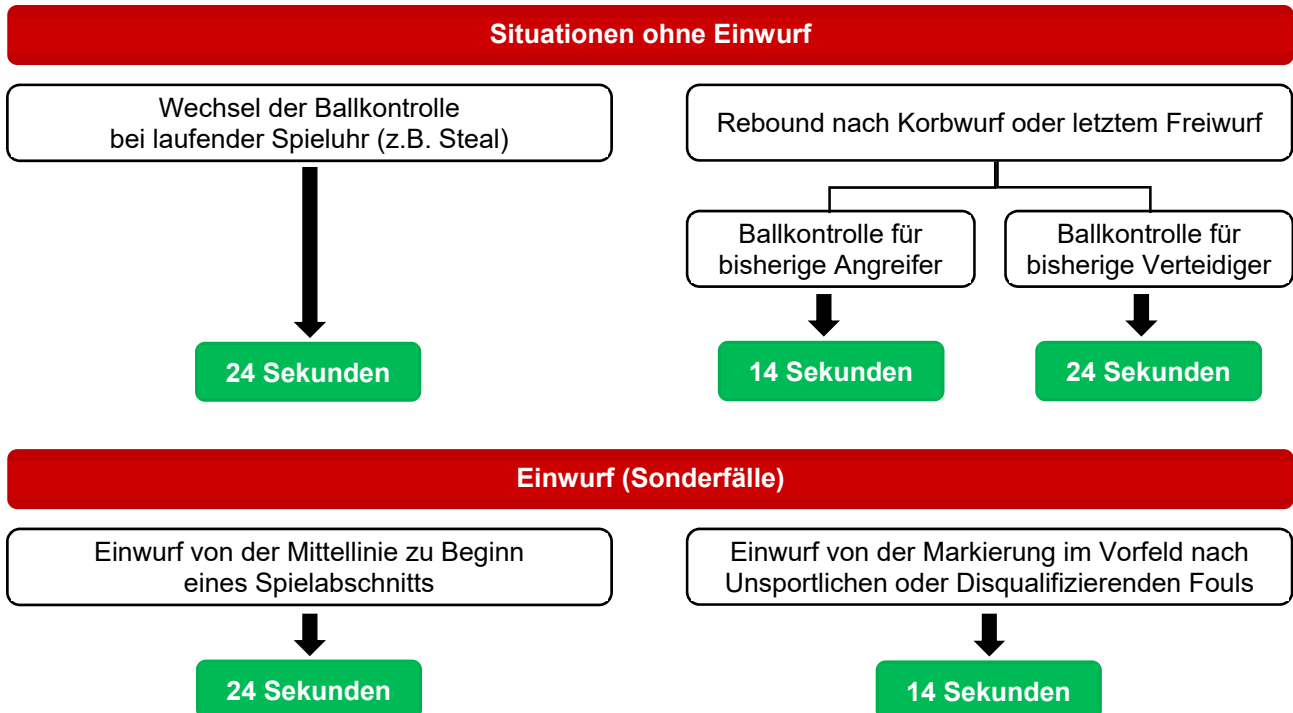 Situationen ohne Einwurf
Wechsel der Ballkontrolle
bei laufender Spieluhr (z.B. Steal)
24 Sekunden
Rebound nach Korbwurf oder letztem Freiwurf
Ballkontrolle für
bisherige Angreifer
14 Sekunden
Ballkontrolle für
bisherige Verteidiger
24 Sekunden
Einwurf (Sonderfälle)
Einwurf von der Mittellinie zu Beginn
eines Spielabschnitts
24 Sekunden
Einwurf von der Markierung im Vorfeld nach
Unsportlichen oder Disqualifizierenden Fouls
14 Sekunden